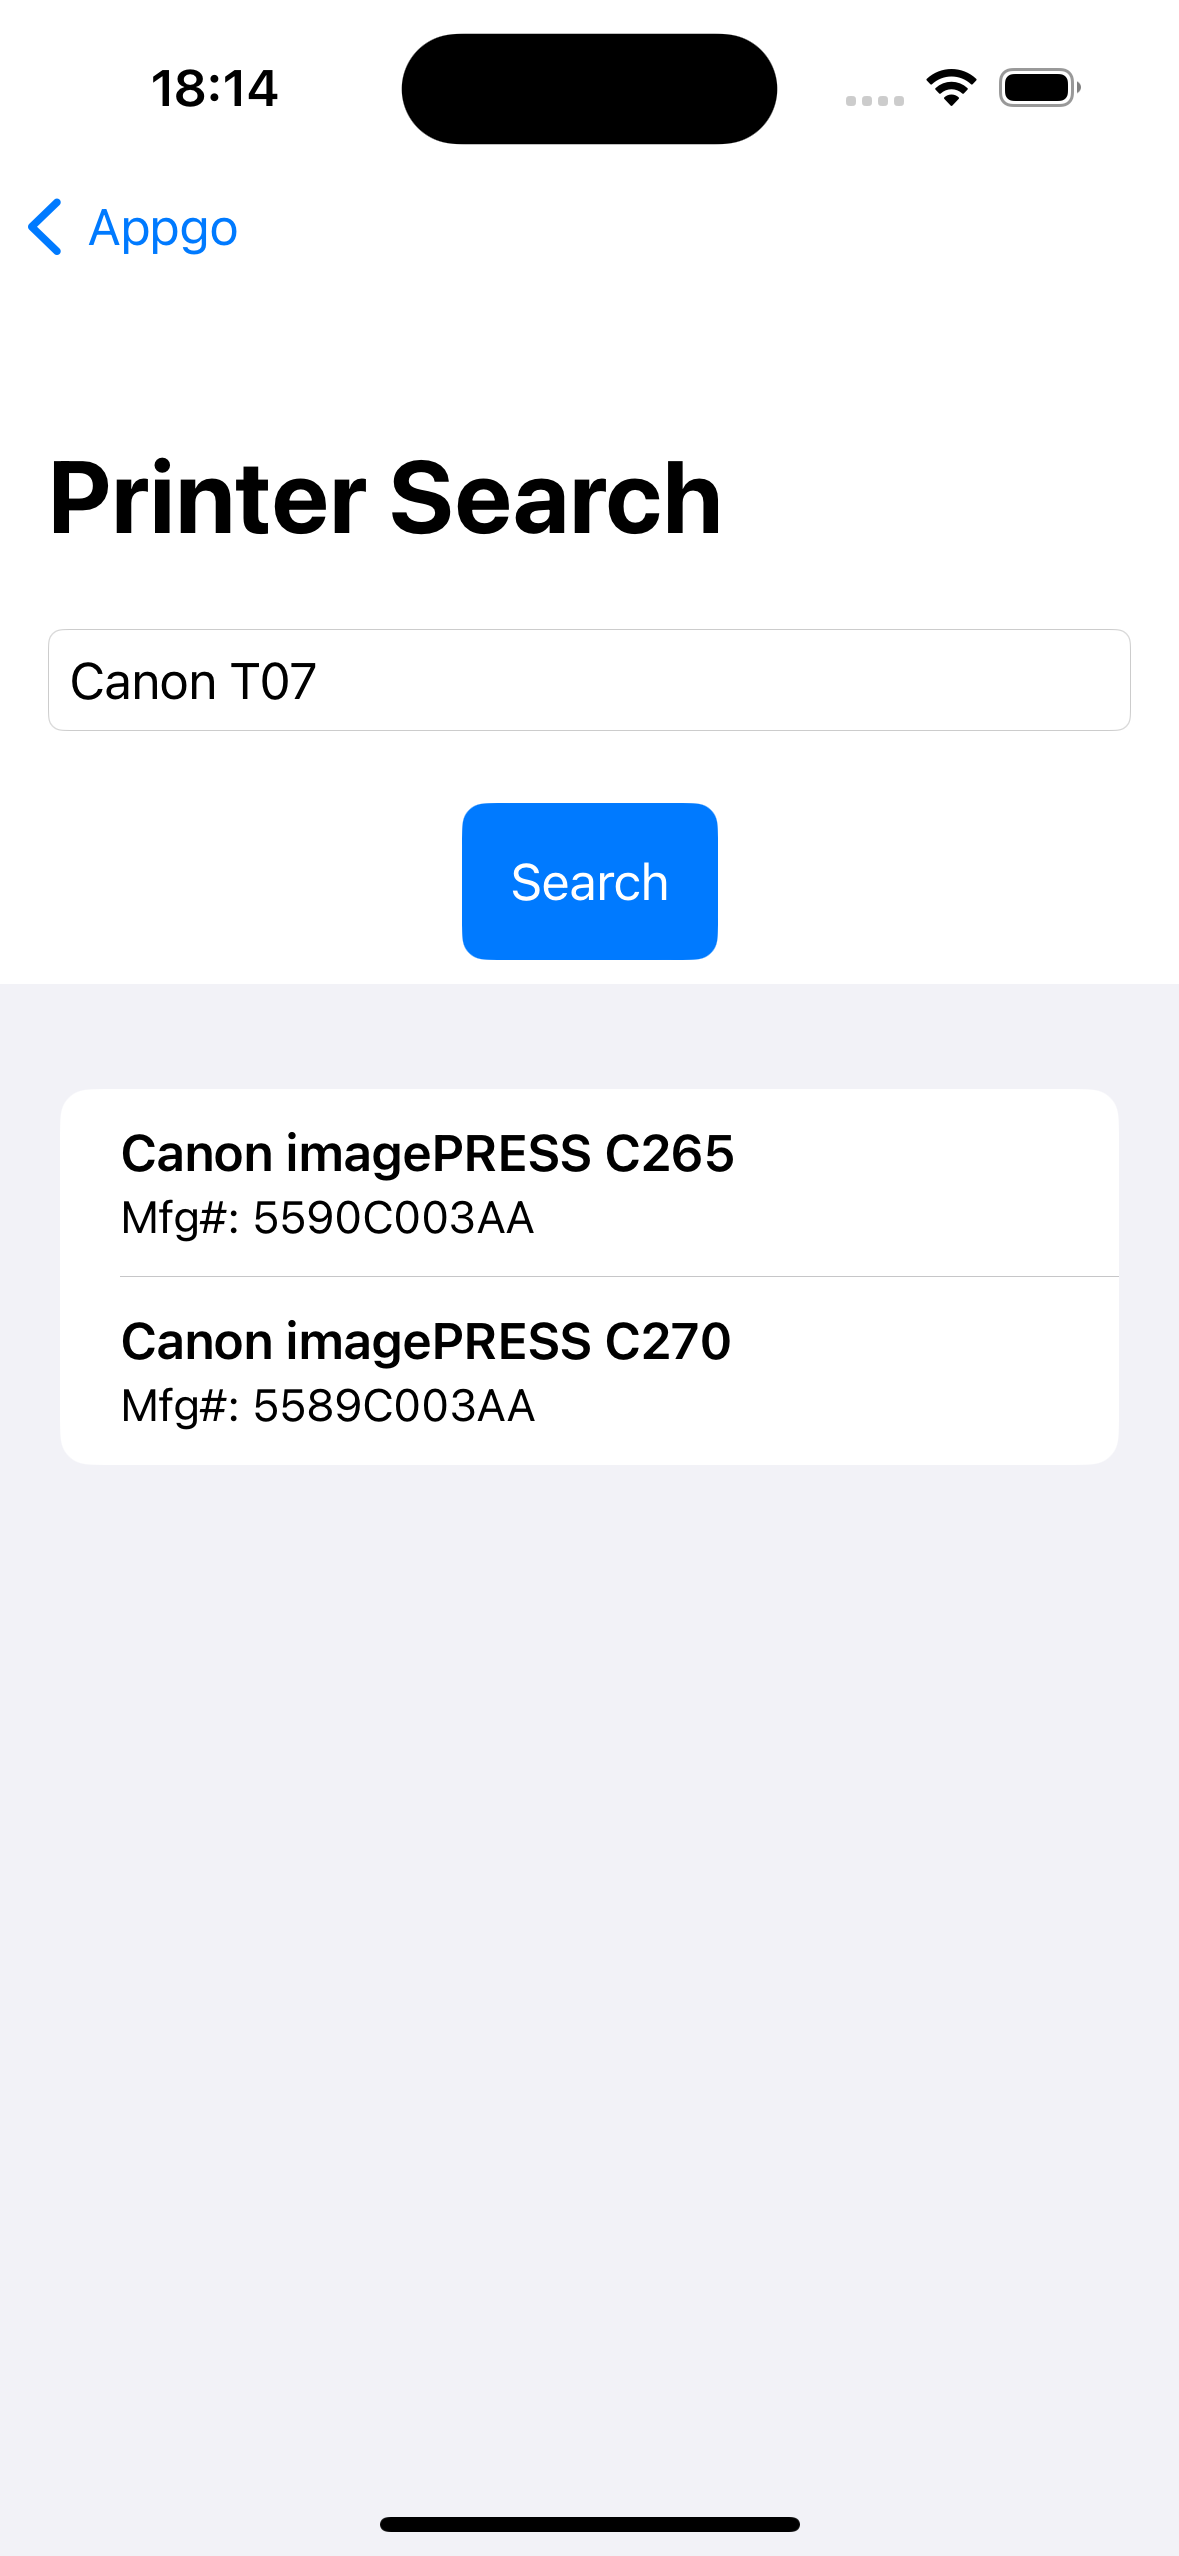 18:14
Appgo
Printer Search
Canon T07
Search
Canon imagePRESS C265
Mfg#: 5590C003AA
Canon imagePRESS C270
Mfg#: 5589C003AA